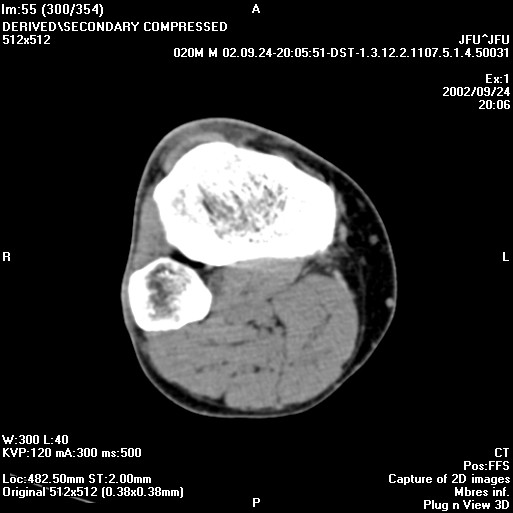 Im:55 (300/354)
A
DERIVED\SECONDARY COMPRESSED
512x512
JFU^JFU
020M M 02.09.24-20:05:51-DST-1.3.12.2.1107.5.1.4.50031
Ex:1
2002/09/24
20:06
R
L
W:300 L:40
KVP:120 mA:300 ms:500
CT
Pos:FFS
Loc:482.50mm ST:2.00mm
Capture of 2D images
Original 512x512 (0.38x0.38mm)
Mbres inf.
P
Plug n View 3D